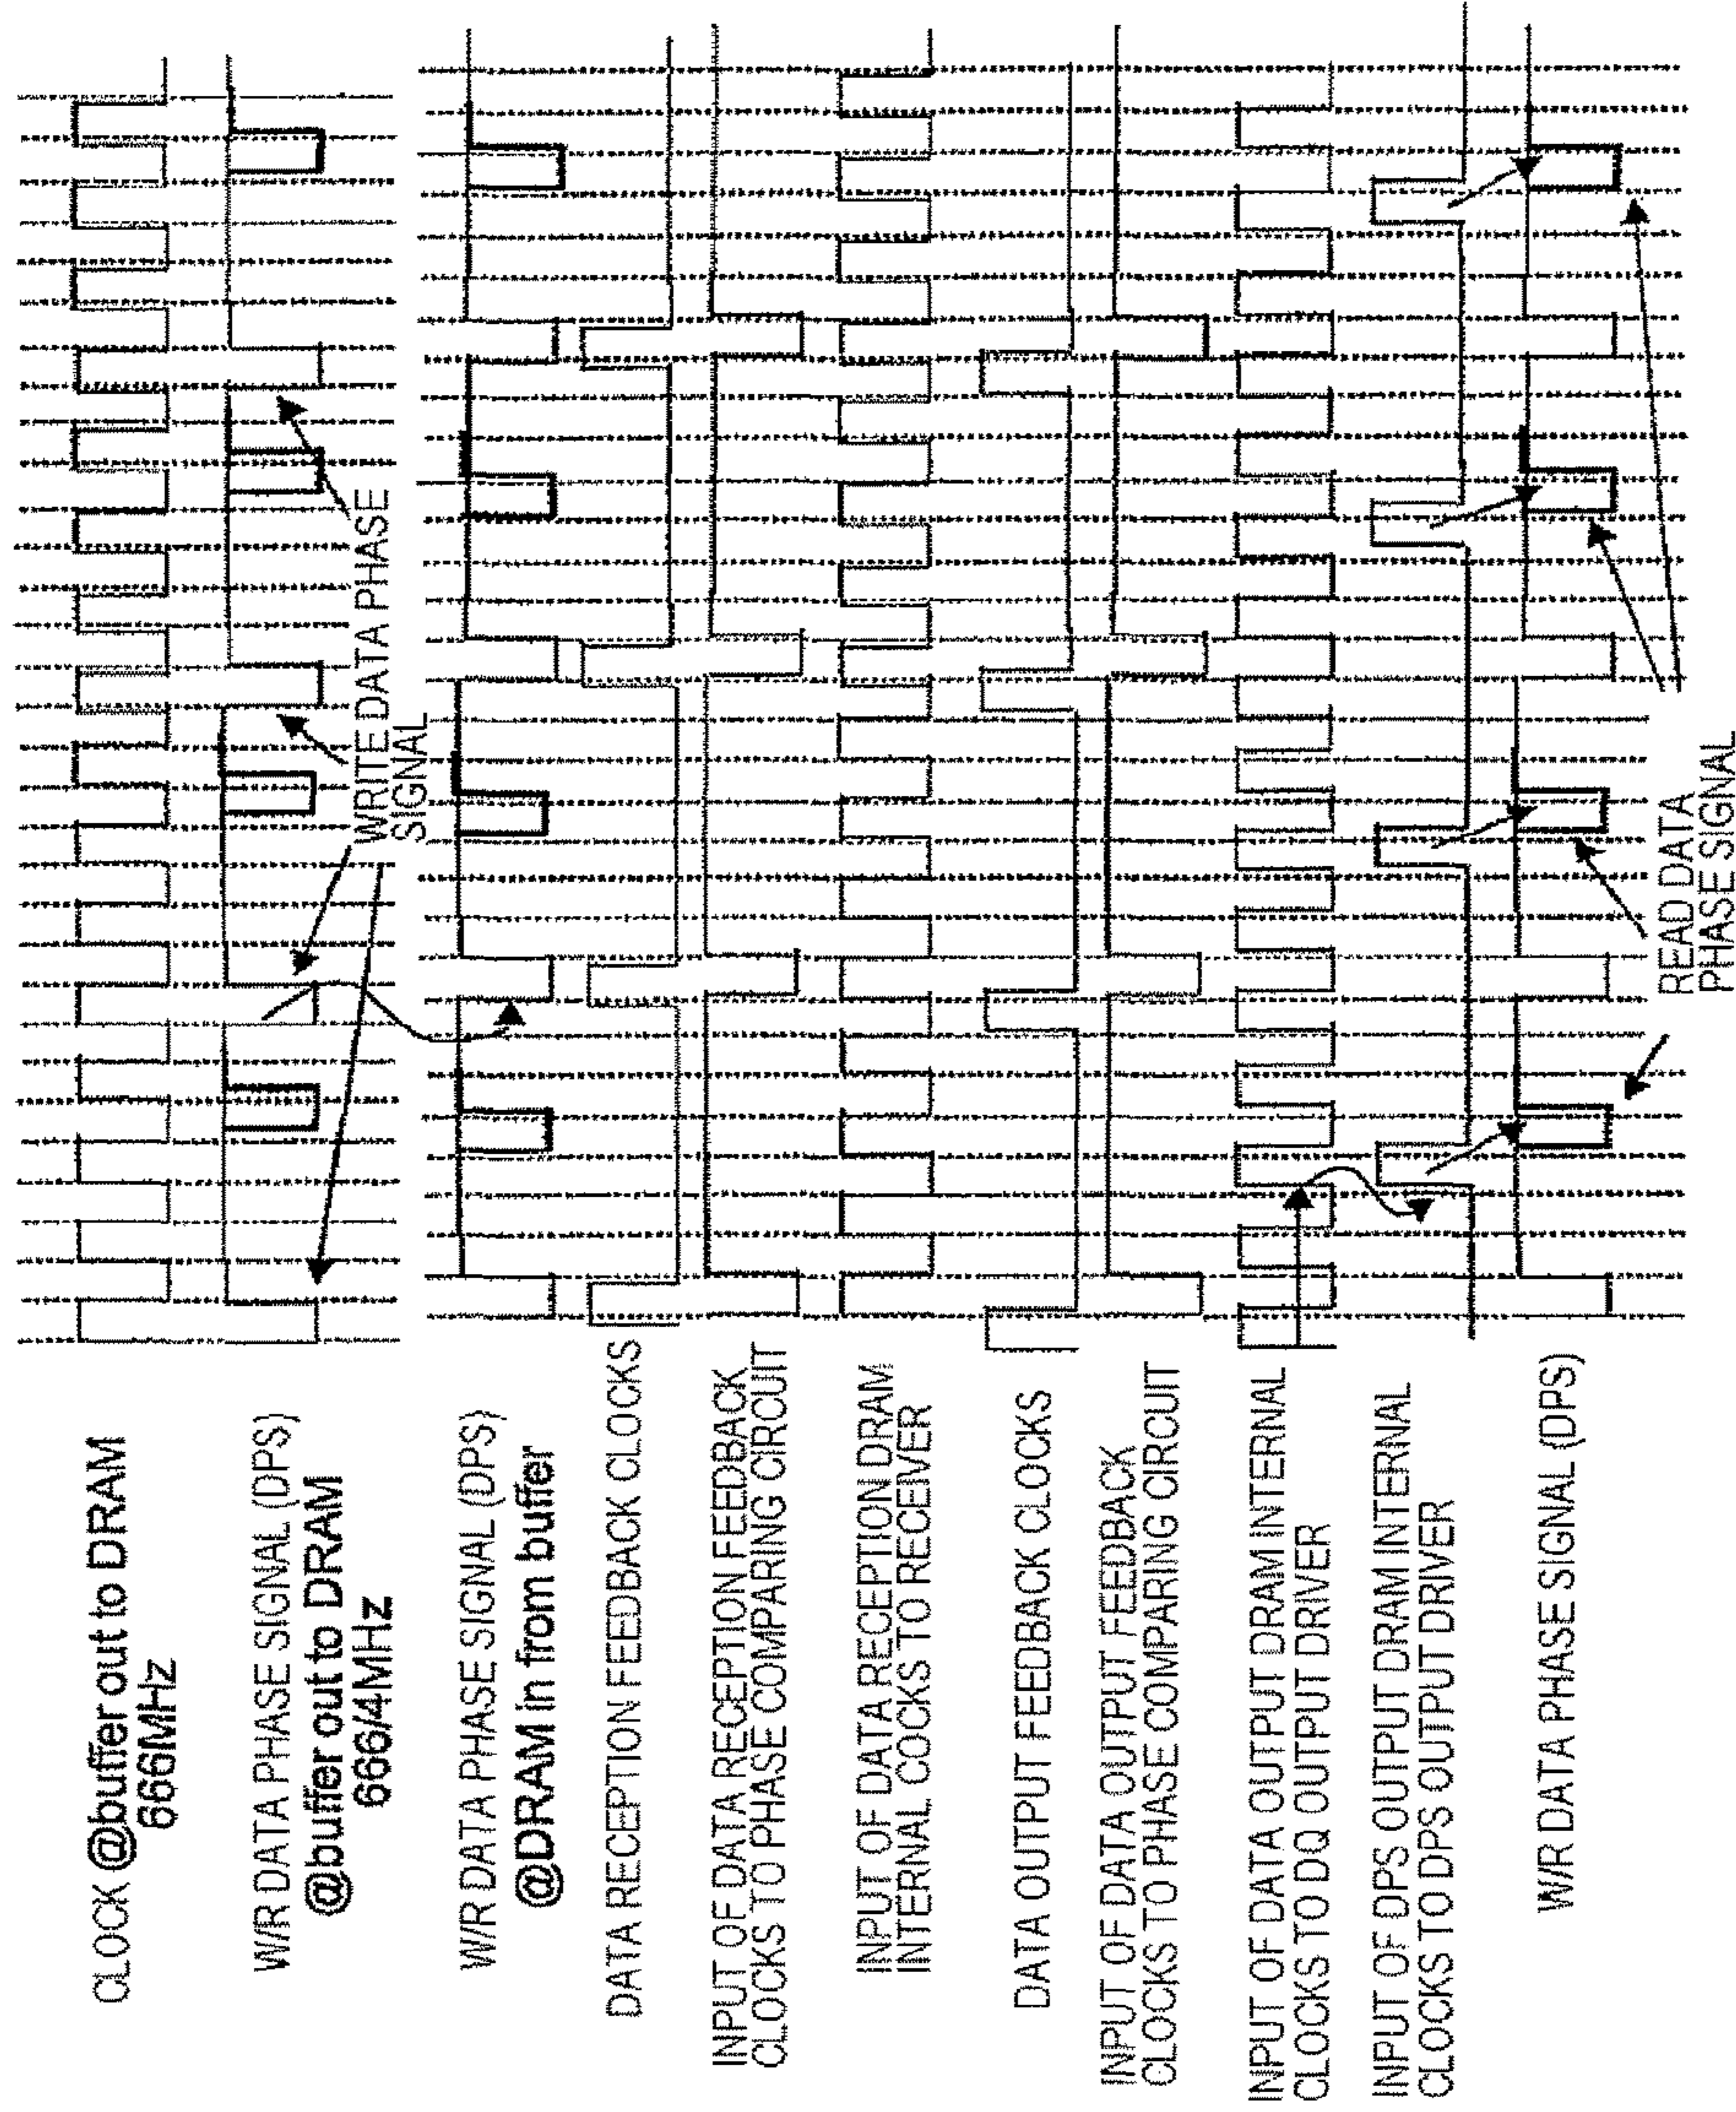 CLOCK @buffer out to DRAM
666MHz
W/R DATA PHASE SIGNAL (DPS)
@buffer out to DRAM
666/4MHz
WRITE DATA PHASE
SIGNAL
W/R DATA PHASE SIGNAL (DPS)
@DRAM in from buffer
DATA RECEPTION FEEDBACK CLOCKS
INPUT OF DATA RECEPTION FEEDBACK
CLOCKS TO PHASE COMPARING CIRCUIT
INPUT OF DATA RECEPTION DRAM
INTERNAL COCKS TO RECEIVER
DATA OUTPUT FEEDBACK CLOCKS
INPUT OF DATA OUTPUT FEEDBACK
CLOCKS TO PHASE COMPARING CIRCUIT
INPUT OF DATA OUTPUT DRAM INTERNAL
CLOCKS TO DQ OUTPUT DRIVER
INPUT OF DPS OUTPUT DRAM INTERNAL
CLOCKS TO DPS OUTPUT DRIVER
W/R DATA PHASE SIGNAL (DPS)
READ DATA
PHASE SIGNAL